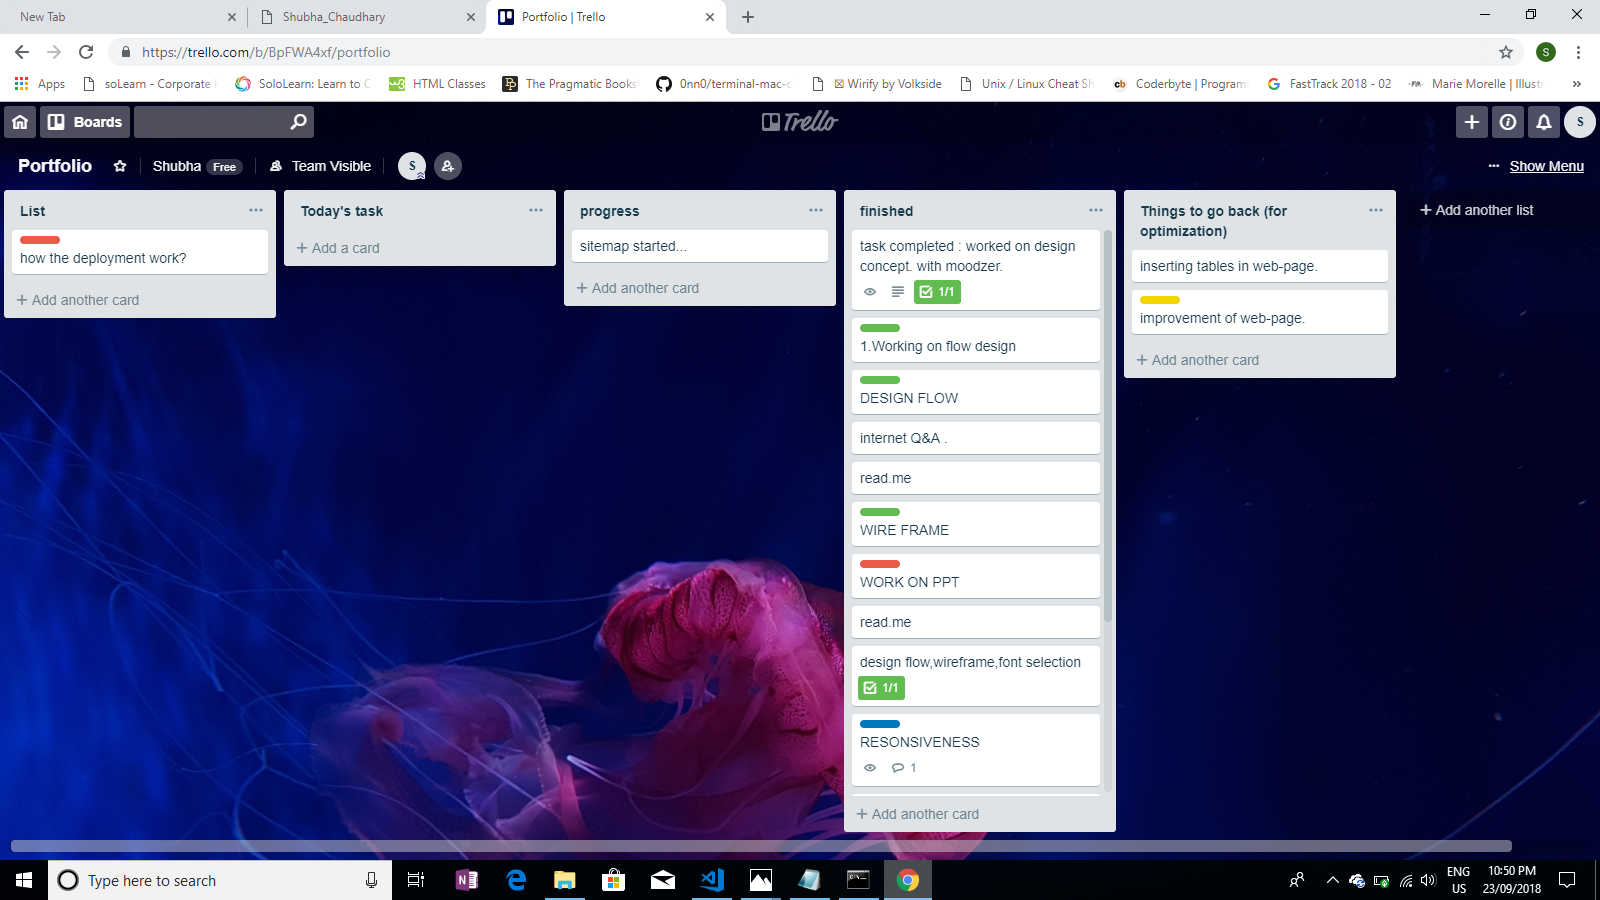 New Tab
Shubha_Chaudhary
Portfolio | Trello
https://trello.com/b/BpFWA4xf/portfolio
S
Apps
soLearn - Corporate
SoloLearn: Learn to C
HTML Classes
The Pragmatic Books
0nn0/terminal-mac-c
Wirify by Volkside
Unix / Linux Cheat Sh
Coderbyte | Program
FastTrack 2018 - 02
Marie Morelle | Illustr
Boards
Trello
S
Portfolio
Shubha Free
Team Visible
S
Show Menu
List
how the deployment work?
+ Add another card
Today's task
+ Add a card
progress
sitemap started...
+ Add another card
finished
task completed : worked on design
concept. with moodzer.
1/1
1.Working on flow design
DESIGN FLOW
internet Q&A .
read.me
WIRE FRAME
WORK ON PPT
read.me
design flow,wireframe,font selection
1/1
RESONSIVENESS
1
+ Add another card
Things to go back (for
optimization)
inserting tables in web-page.
improvement of web-page.
+ Add another card
+ Add another list
Type here to search
ENG
US
10:50 PM
23/09/2018